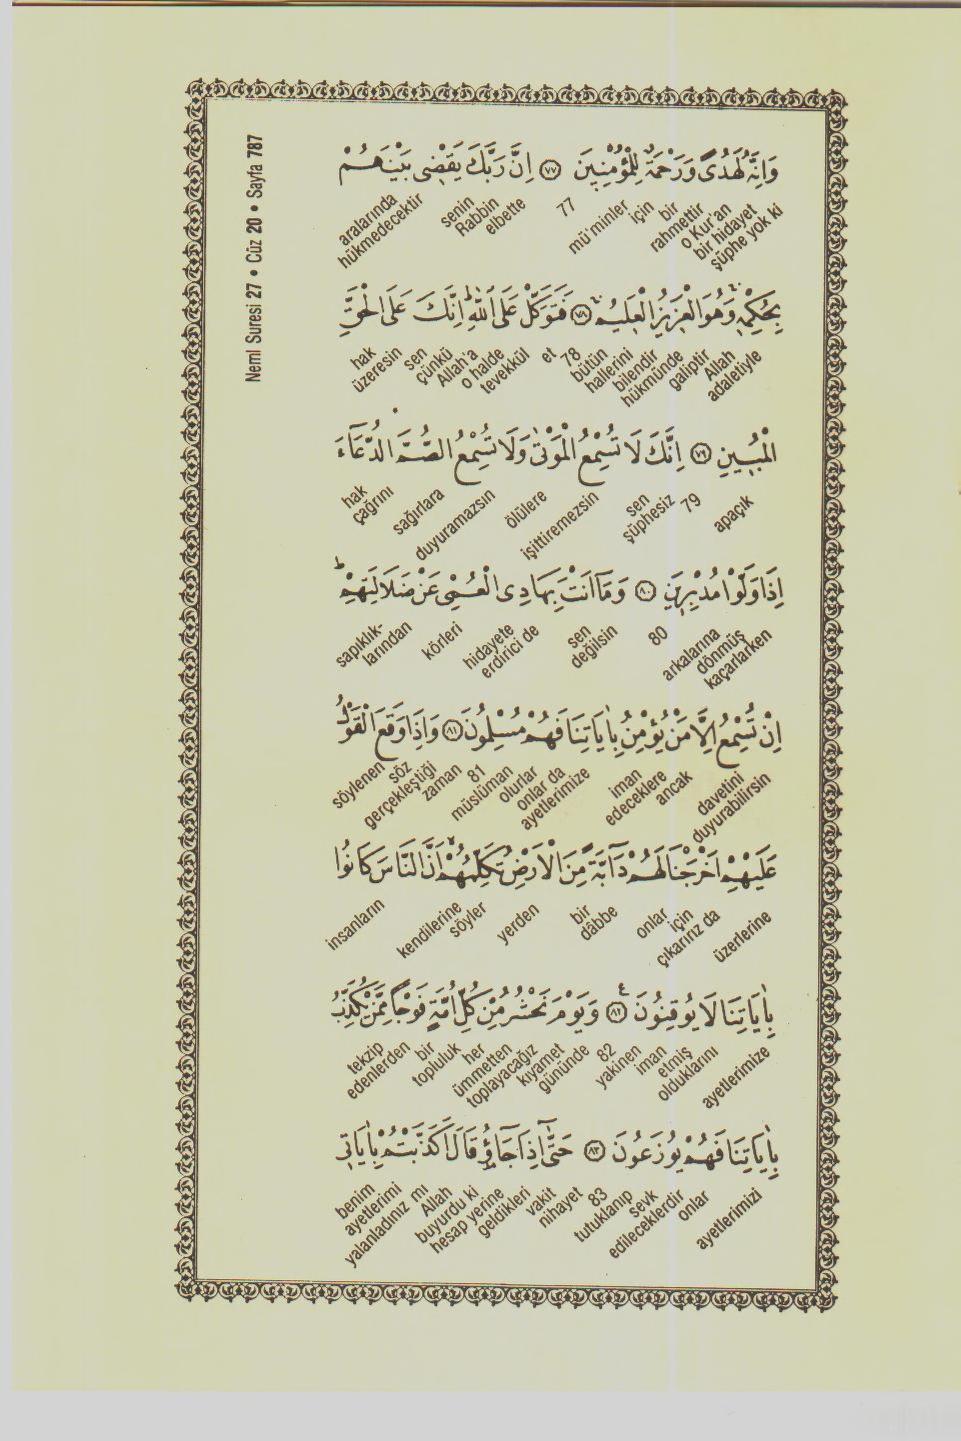 Neml Suresi 27 • Cüz 20 • Sayfa 787
وَاِنَّهُ لَهُدًى وَرَحْمَةٌ لِلْمُؤْمِنِينَ ﴿٧٧﴾ اِنَّ رَبَّكَ يَقْضِى بَيْنَهُمْ
şüphe yok ki bir hidayet o Kur'an rahmettir bir için mü'minler 77 elbette Rabbin senin hükmedecektir aralarında
بِحُكْمِهِ وَهُوَ الْعَزِيزُ الْعَلِيمُ ﴿٧٨﴾ فَتَوَكَّلْ عَلَى اللّٰهِ اِنَّكَ عَلَى الْحَقِّ
adaletiyle Allah galiptir hükmünde bilendir hallerini bütün 78 et tevekkül o halde Allah'a çünkü sen üzeresin hak
الْمُبِينِ ﴿٧٩﴾ اِنَّكَ لَا تُسْمِعُ الْمَوْتٰى وَلَا تُسْمِعُ الصُّمَّ الدُّعَٓاءَ
apaçık 79 şüphesiz sen işittiremezsin ölülere duyuramazsın sağırlara çağrını hak
اِذَا وَلَّوْا مُدْبِرِينَ ﴿٨٠﴾ وَمَٓا اَنْتَ بِهَادِى الْعُمْىِ عَنْ ضَلَالَتِهِمْ
kaçarlarken dönmüş arkalarına 80 değilsin sen erdirici de hidayete körleri larından sapıklık-
اِنْ تُسْمِعُ اِلَّا مَنْ يُؤْمِنُ بِاٰيَاتِنَا فَهُمْ مُسْلِمُونَ ﴿٨١﴾ وَاِذَا وَقَعَ الْقَوْلُ
duyurabilirsin davetini ancak edeceklere iman ayetlerimize onlar da olurlar müslüman 81 zaman gerçekleştiği söz söylenen
عَلَيْهِمْ اَخْرَجْنَا لَهُمْ دَٓابَّةً مِنَ الْاَرْضِ تُكَلِّمُهُمْ اَنَّ النَّاسَ كَانُوا
üzerlerine çıkarırız da için onlar dâbbe bir yerden söyler kendilerine insanların
بِاٰيَاتِنَا لَا يُوقِنُونَ ﴿٨٢﴾ وَيَوْمَ نَحْشُرُ مِنْ كُلِّ اُمَّةٍ فَوْجًا مِمَّنْ يُكَذِّبُ
ayetlerimize olduklarını etmiş iman yakinen 82 gününde kıyamet toplayacağız ümmetten her topluluk bir edenlerden tekzip
بِاٰيَاتِنَا فَهُمْ يُوزَعُونَ ﴿٨٣﴾ حَتّٰٓى اِذَا جَٓاؤُ قَالَ اَكَذَّبْتُمْ بِاٰيَاتِى
ayetlerimizi onlar edileceklerdir sevk tutuklanıp 83 nihayet vakit geldikleri hesap yerine buyurdu ki Allah yalanladınız mı ayetlerimi benim